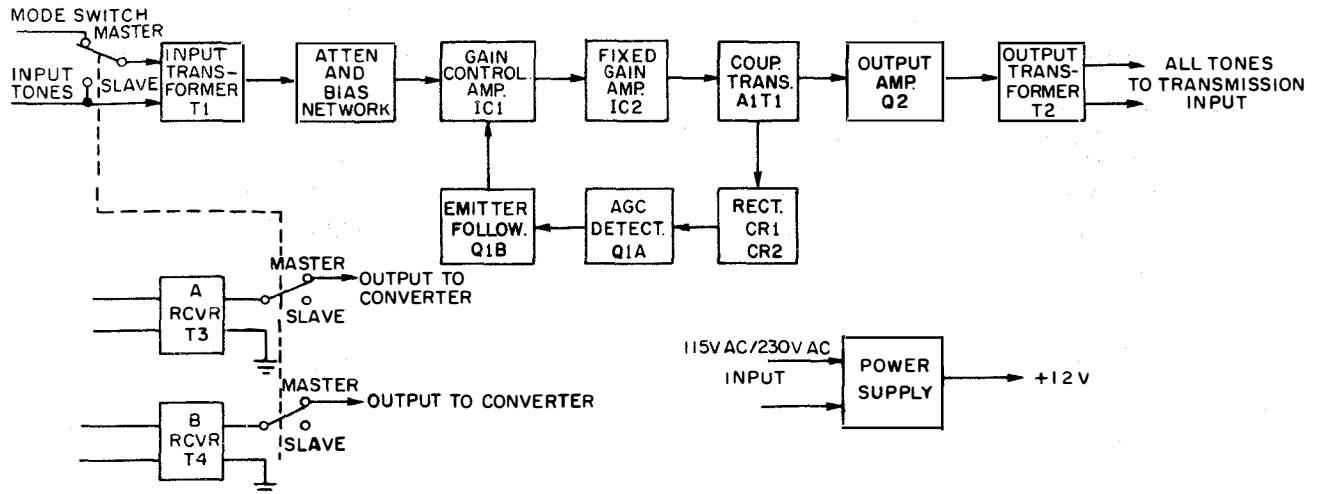 MODE SWITCH
MASTER
INPUT
TONES
SLAVE
INPUT
TRANS-
FORMER
T1
ATTEN
AND
BIAS
NETWORK
GAIN
CONTROL.
AMP.
IC1
FIXED
GAIN
AMP.
IC2
COUP.
TRANS.
A1T1
OUTPUT
AMP.
Q2
OUTPUT
TRANS-
FORMER
T2
ALL TONES
TO TRANSMISSION
INPUT
EMITTER
FOLLOW.
Q1B
AGC
DETECT.
Q1A
RECT.
CR1
CR2
MASTER
OUTPUT TO
CONVERTER
SLAVE
A
RCVR
T3
MASTER
OUTPUT TO CONVERTER
SLAVE
B
RCVR
T4
115V AC/230V AC
INPUT
POWER
SUPPLY
+12V